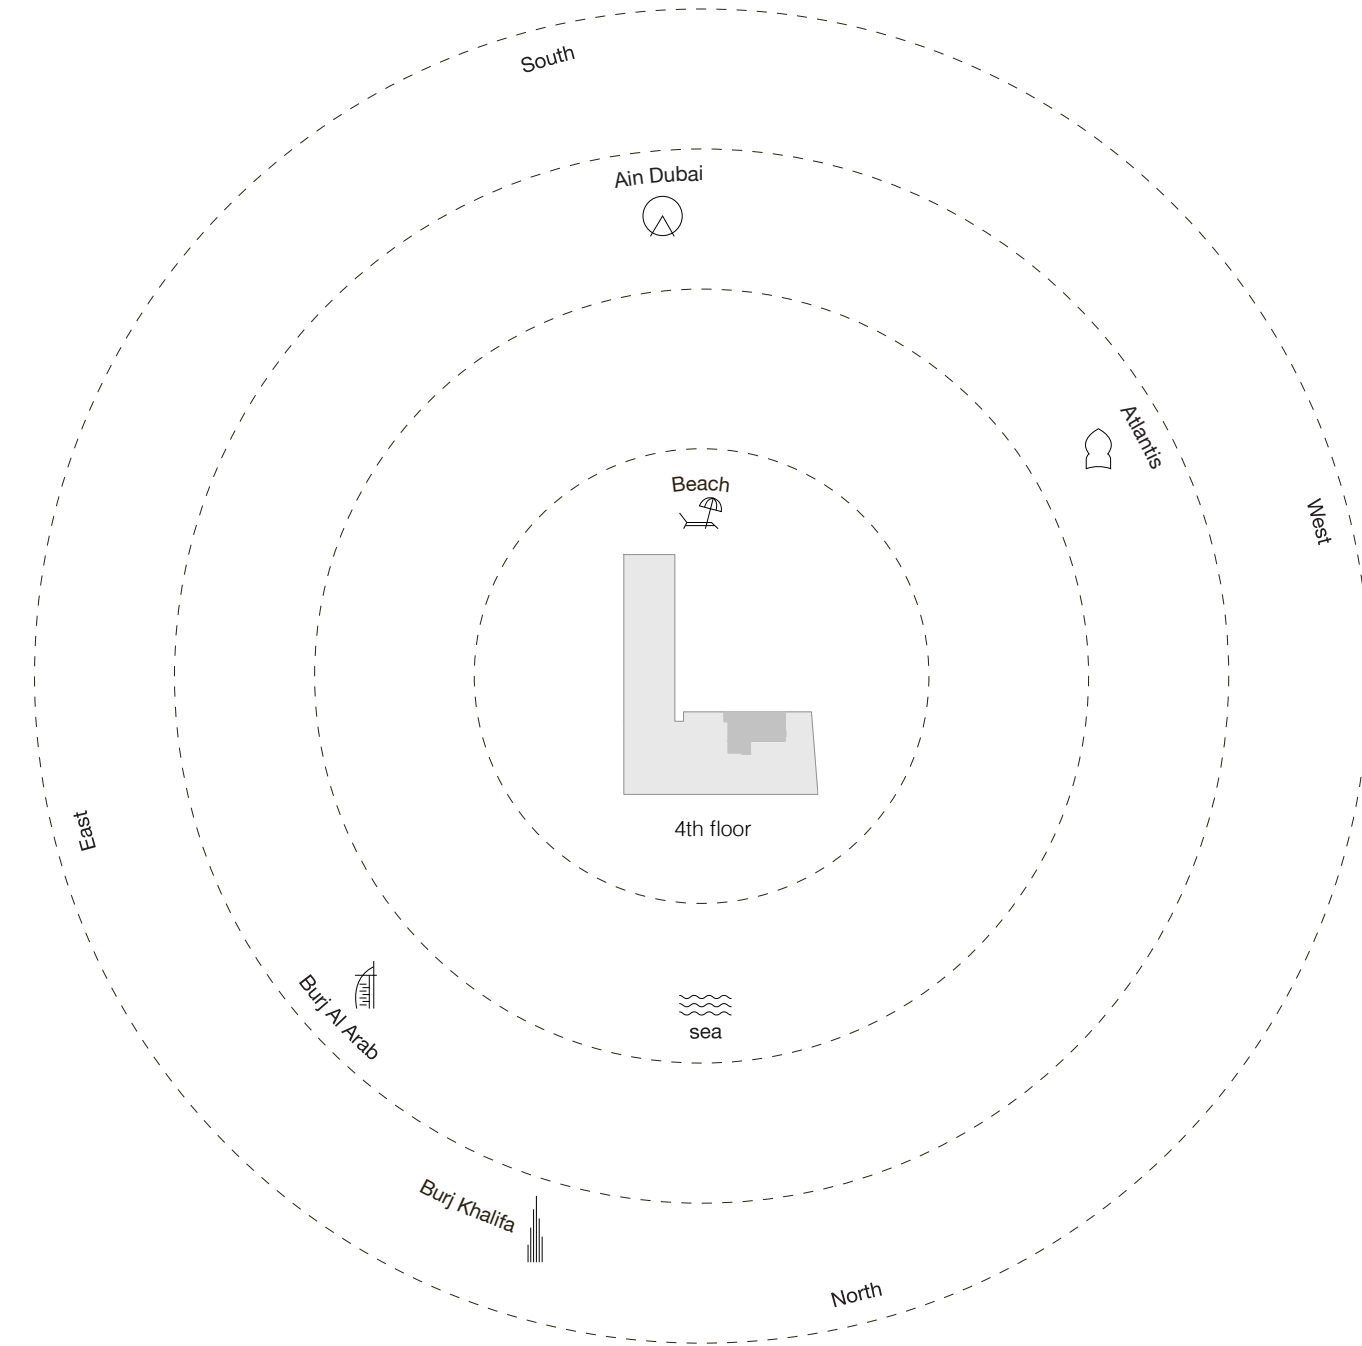 South
Ain Dubai
Atlantis
Beach
West
East
4th floor
Burj Al Arab
sea
Burj Khalifa
North